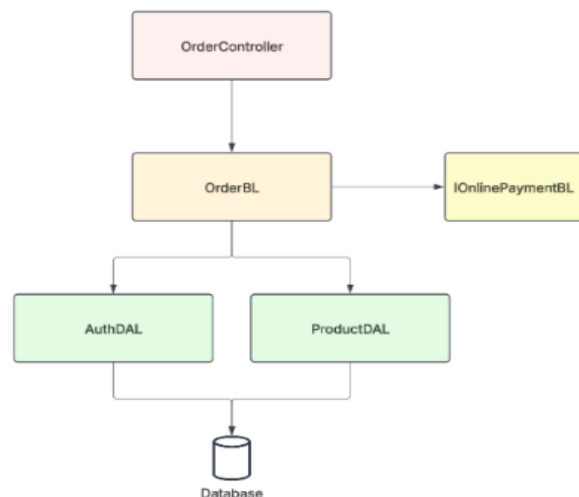 OrderController
OrderBL
IOnlinePaymentBL
AuthDAL
ProductDAL
Database